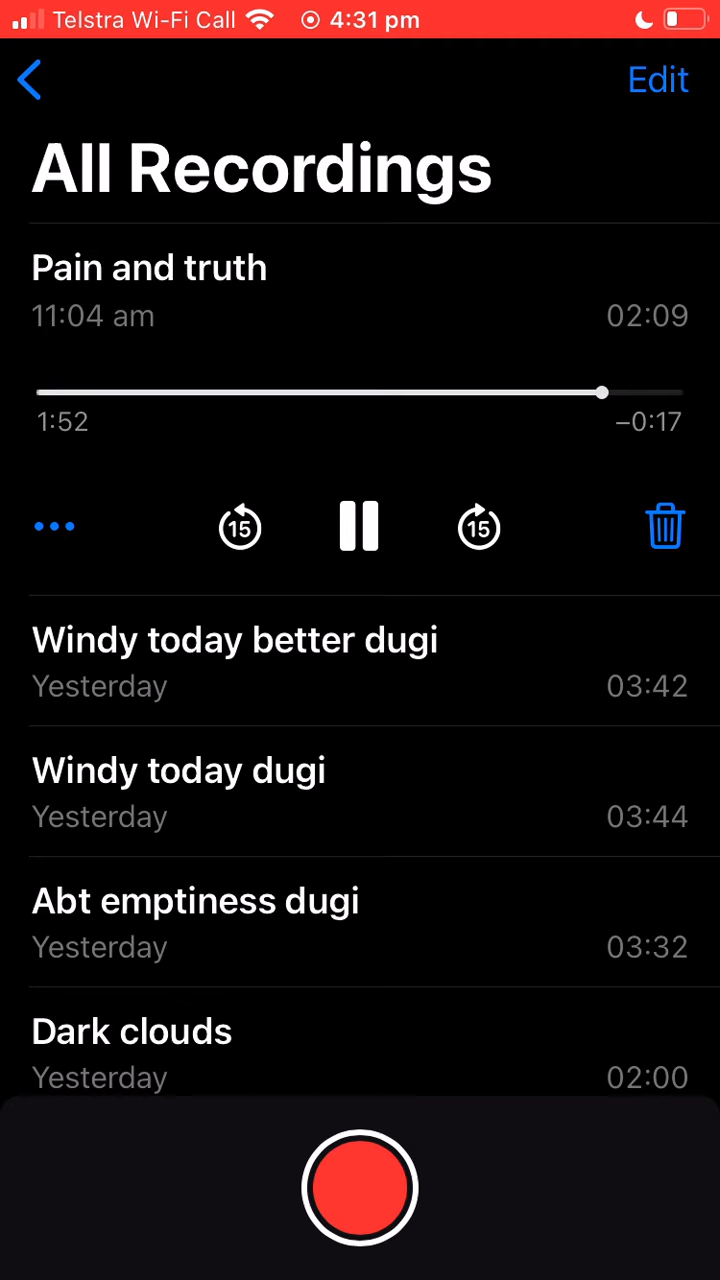 Telstra Wi-Fi Call 4:31 pm
Edit
All Recordings
Pain and truth
11:04 am 02:09
1:52 –0:17
15 15
Windy today better dugi
Yesterday 03:42
Windy today dugi
Yesterday 03:44
Abt emptiness dugi
Yesterday 03:32
Dark clouds
Yesterday 02:00